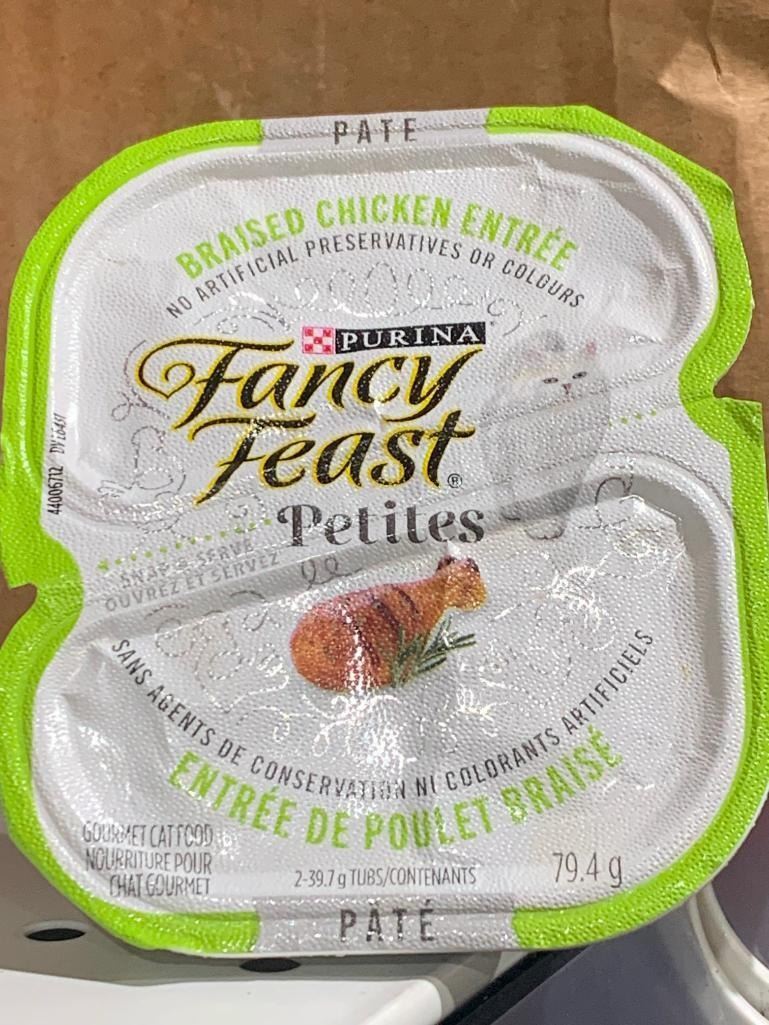 PATÉ
BRAISED CHICKEN ENTRÉE
NO ARTIFICIAL PRESERVATIVES OR COLOURS
PURINA
Fancy
Feast®
Petites
44006712
SNAP & SERVE
OUVREZ ET SERVEZ
SANS AGENTS DE CONSERVATION NI COLORANTS ARTIFICIELS
ENTRÉE DE POULET BRAISÉ
GOURMET CAT FOOD
NOURRITURE POUR
CHAT GOURMET
2-39.7 g TUBS/CONTENANTS
79.4 g
PÂTÉ